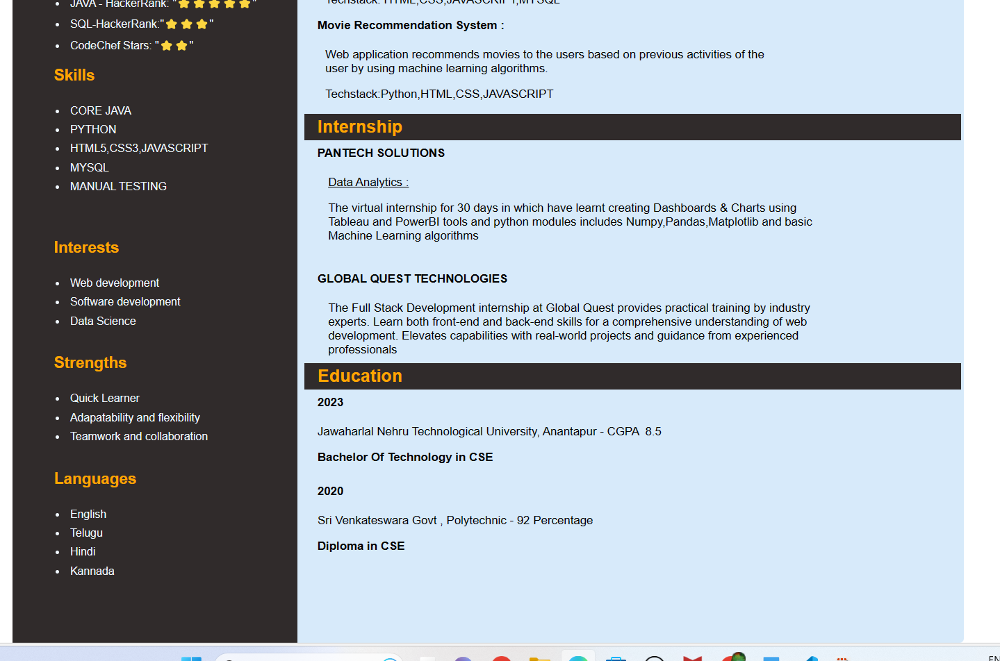 JAVA - HackerRank: "⭐⭐⭐⭐⭐"
SQL-HackerRank:"⭐⭐⭐"
CodeChef Stars: "⭐⭐"
Skills
CORE JAVA
PYTHON
HTML5,CSS3,JAVASCRIPT
MYSQL
MANUAL TESTING
Interests
Web development
Software development
Data Science
Strengths
Quick Learner
Adapatability and flexibility
Teamwork and collaboration
Languages
English
Telugu
Hindi
Kannada
Techstack: HTML,CSS,JAVASCRIPT,MYSQL
Movie Recommendation System :
Web application recommends movies to the users based on previous activities of the
user by using machine learning algorithms.
Techstack:Python,HTML,CSS,JAVASCRIPT
Internship
PANTECH SOLUTIONS
Data Analytics :
The virtual internship for 30 days in which have learnt creating Dashboards & Charts using
Tableau and PowerBI tools and python modules includes Numpy,Pandas,Matplotlib and basic
Machine Learning algorithms
GLOBAL QUEST TECHNOLOGIES
The Full Stack Development internship at Global Quest provides practical training by industry
experts. Learn both front-end and back-end skills for a comprehensive understanding of web
development. Elevates capabilities with real-world projects and guidance from experienced
professionals
Education
2023
Jawaharlal Nehru Technological University, Anantapur - CGPA  8.5
Bachelor Of Technology in CSE
2020
Sri Venkateswara Govt , Polytechnic - 92 Percentage
Diploma in CSE
EN